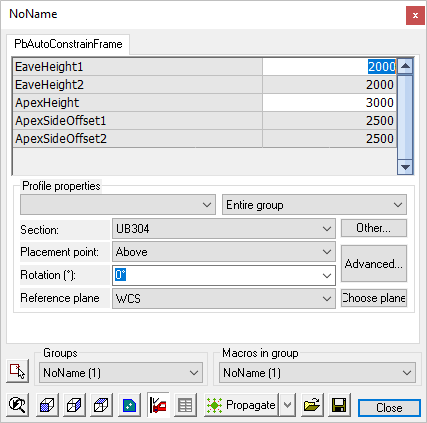 NoName
PbAutoConstrainFrame
EaveHeight1 2000
EaveHeight2 2000
ApexHeight 3000
ApexSideOffset1 2500
ApexSideOffset2 2500
Profile properties
Entire group
Section: UB304 Other...
Placement point: Above
Advanced...
Rotation (°): 0°
Reference plane WCS Choose plane
Groups Macros in group
NoName (1) NoName (1)
Propagate Close